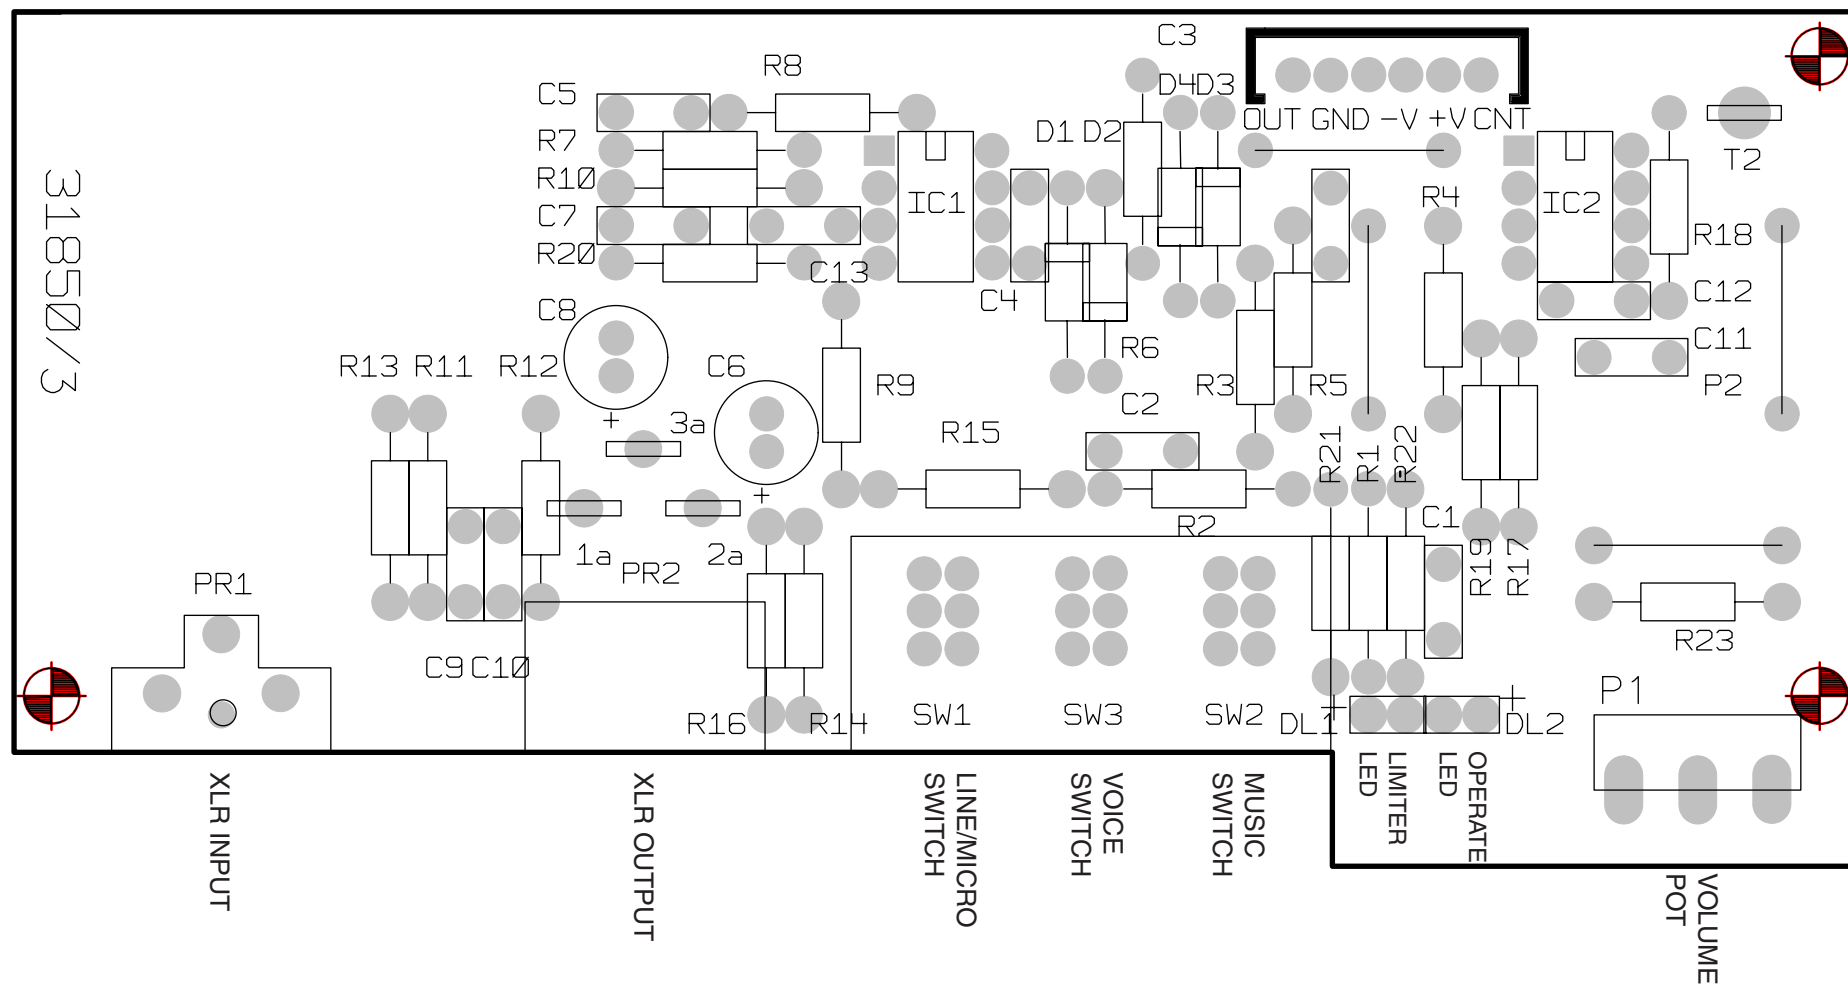 C3
R8
C5
D4 D3
OUT GND -V +V CNT
R7
D1 D2
T2
R10
IC1
R4
IC2
C7
R18
R20
C13
C4
C12
C8
31850/3
C11
R6
R13 R11 R12
C6
R9
R3
R5
P2
C2
3a
+
R15
R21
R1
R22
+
C1
R2
1a
2a
PR2
PR1
R19
R17
R23
C9 C10
P1
R16
R14
SW1
SW3
SW2
DL1
+
+
DL2
XLR INPUT
XLR OUTPUT
LINE/MICRO
SWITCH
VOICE
SWITCH
MUSIC
SWITCH
LIMITER
LED
OPERATE
LED
VOLUME
POT